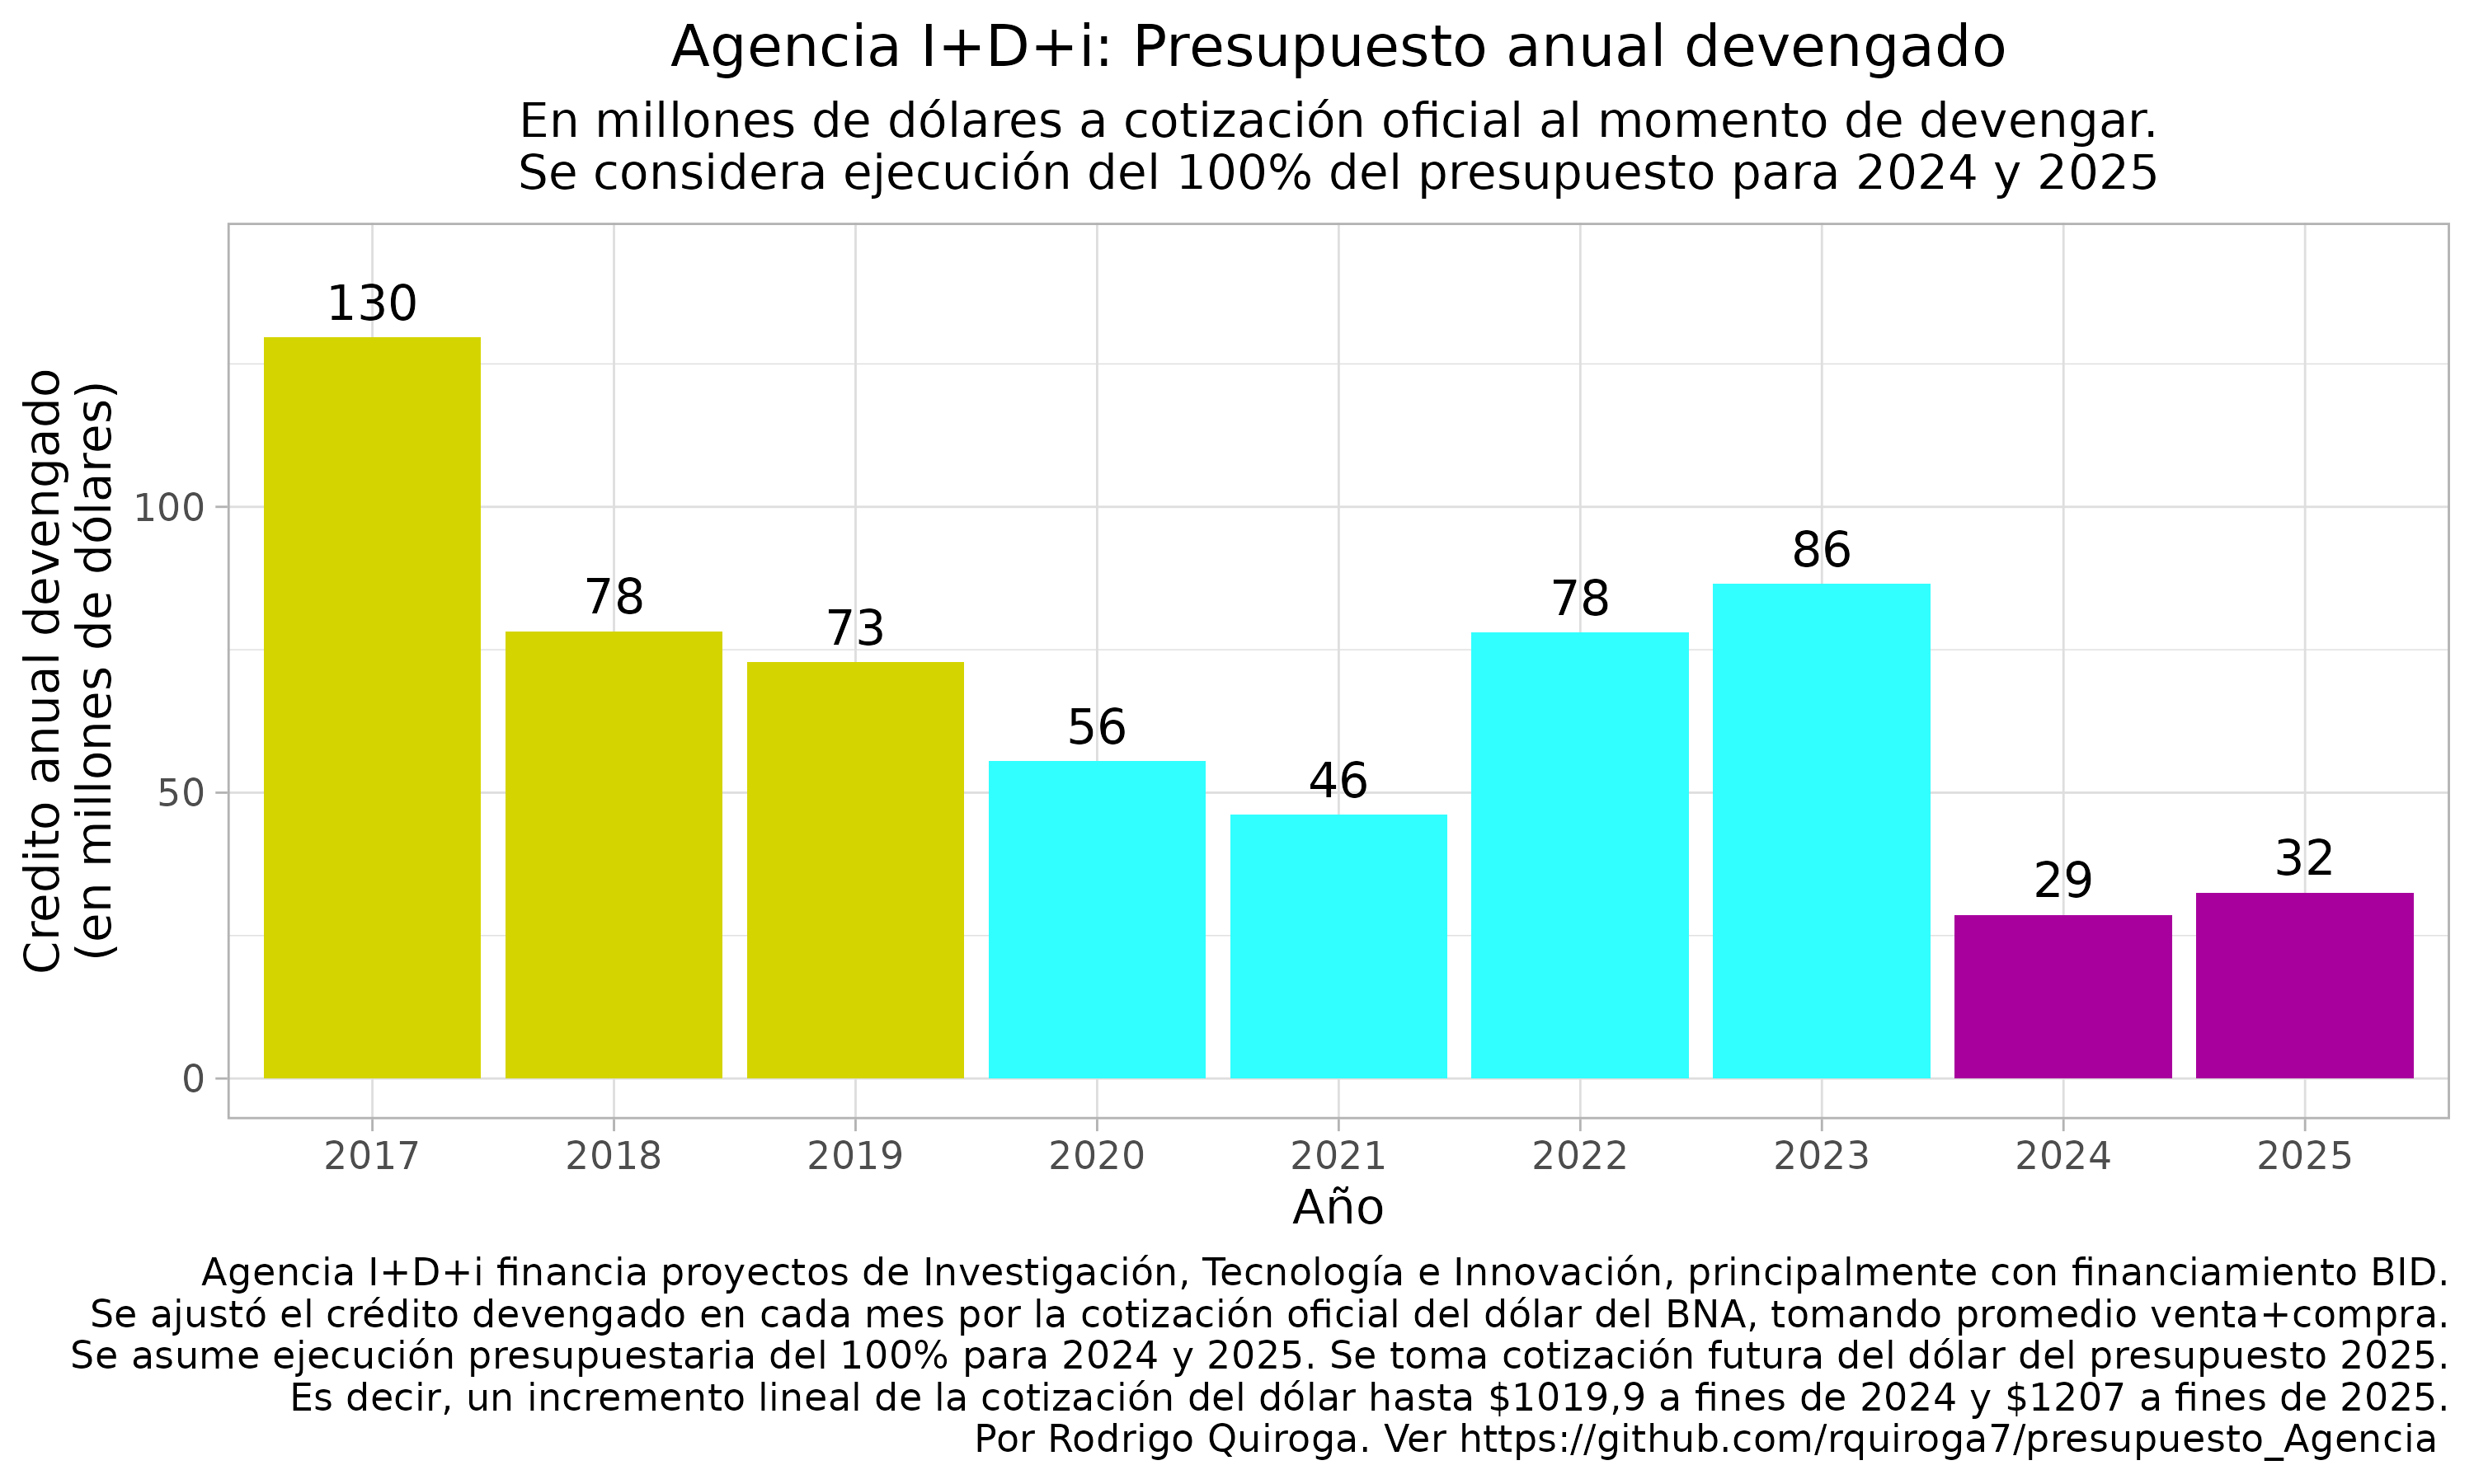 Agencia I+D+i: Presupuesto anual devengado
En millones de dólares a cotización oficial al momento de devengar.
Se considera ejecución del 100% del presupuesto para 2024 y 2025
Credito anual devengado
(en millones de dólares)
100
50
0
130
78
73
56
46
78
86
29
32
2017
2018
2019
2020
2021
2022
2023
2024
2025
Año
Agencia I+D+i financia proyectos de Investigación, Tecnología e Innovación, principalmente con financiamiento BID.
Se ajustó el crédito devengado en cada mes por la cotización oficial del dólar del BNA, tomando promedio venta+compra.
Se asume ejecución presupuestaria del 100% para 2024 y 2025. Se toma cotización futura del dólar del presupuesto 2025.
Es decir, un incremento lineal de la cotización del dólar hasta $1019,9 a fines de 2024 y $1207 a fines de 2025.
Por Rodrigo Quiroga. Ver https://github.com/rquiroga7/presupuesto_Agencia